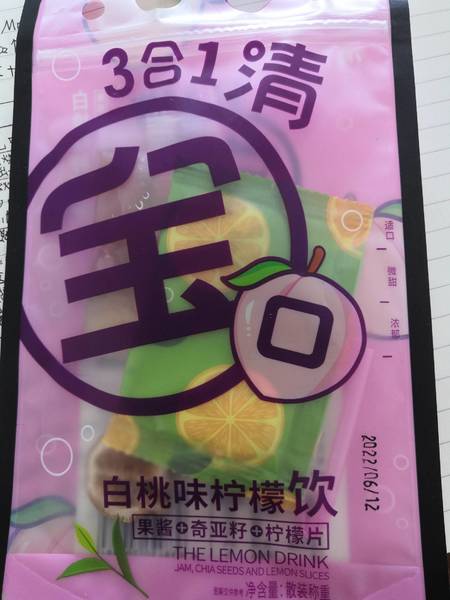 3合1清
宝
口
适口
微甜
浓郁
2022/06/12
白桃味柠檬饮
果酱+奇亚籽+柠檬片
THE LEMON DRINK
JAM, CHIA SEEDS AND LEMON SLICES
净含量:散装称重